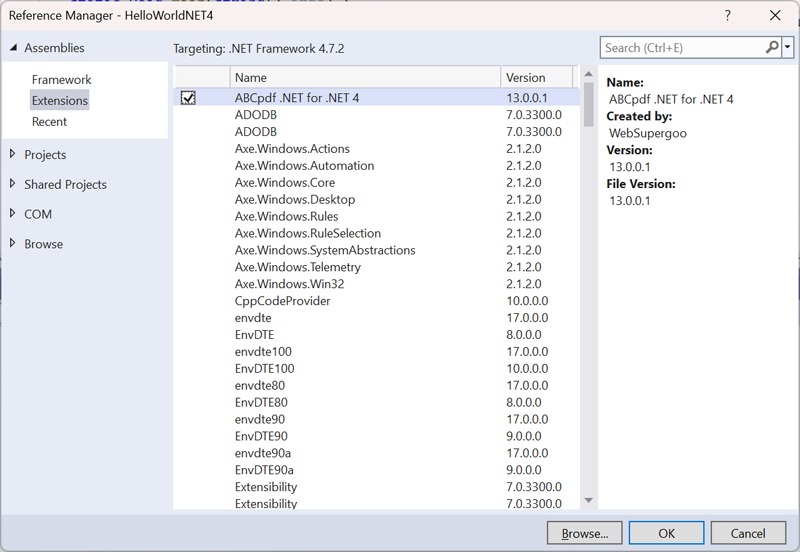 Reference Manager - HelloWorldNET4
?
Assemblies
Targeting: .NET Framework 4.7.2
Search (Ctrl+E)
Framework
Extensions
Recent
Projects
Shared Projects
COM
Browse
Name Version
ABCpdf .NET for .NET 4 13.0.0.1
ADODB 7.0.3300.0
ADODB 7.0.3300.0
Axe.Windows.Actions 2.1.2.0
Axe.Windows.Automation 2.1.2.0
Axe.Windows.Core 2.1.2.0
Axe.Windows.Desktop 2.1.2.0
Axe.Windows.Rules 2.1.2.0
Axe.Windows.RuleSelection 2.1.2.0
Axe.Windows.SystemAbstractions 2.1.2.0
Axe.Windows.Telemetry 2.1.2.0
Axe.Windows.Win32 2.1.2.0
CppCodeProvider 10.0.0.0
envdte 17.0.0.0
EnvDTE 8.0.0.0
envdte100 17.0.0.0
EnvDTE100 10.0.0.0
envdte80 17.0.0.0
EnvDTE80 8.0.0.0
envdte90 17.0.0.0
EnvDTE90 9.0.0.0
envdte90a 17.0.0.0
EnvDTE90a 9.0.0.0
Extensibility 7.0.3300.0
Extensibility 7.0.3300.0
Name:
ABCpdf .NET for .NET 4
Created by:
WebSupergoo
Version:
13.0.0.1
File Version:
13.0.0.1
Browse...
OK
Cancel